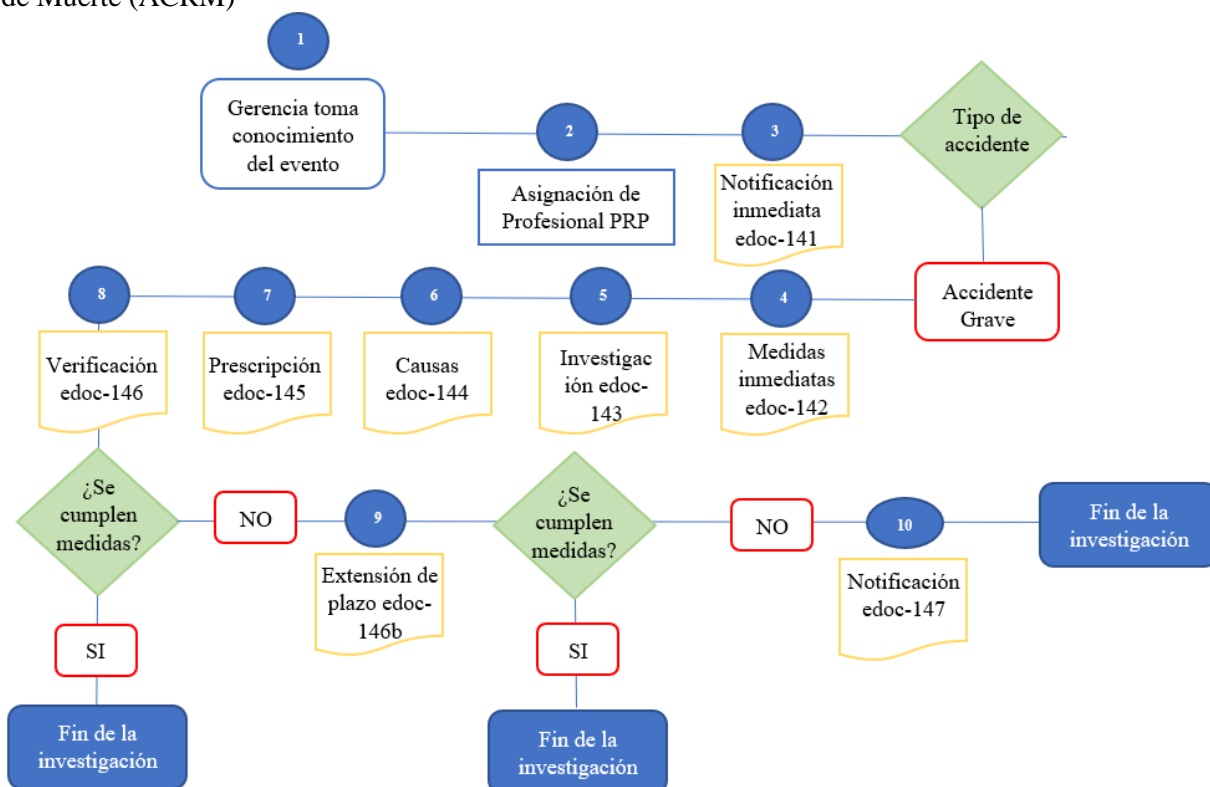 de Muerte (ACRM)
1
Gerencia toma
conocimiento
del evento
2
Asignación de
Profesional PRP
3
Notificación
inmediata
edoc-141
Tipo de
accidente
Accidente
Grave
4
Medidas
inmediatas
edoc-142
5
Investigac
ión edoc-
143
6
Causas
edoc-144
7
Prescripción
edoc-145
8
Verificación
edoc-146
¿Se
cumplen
medidas?
NO
9
Extensión de
plazo edoc-
146b
¿Se
cumplen
medidas?
NO
10
Notificación
edoc-147
Fin de la
investigación
SI
Fin de la
investigación
SI
Fin de la
investigación